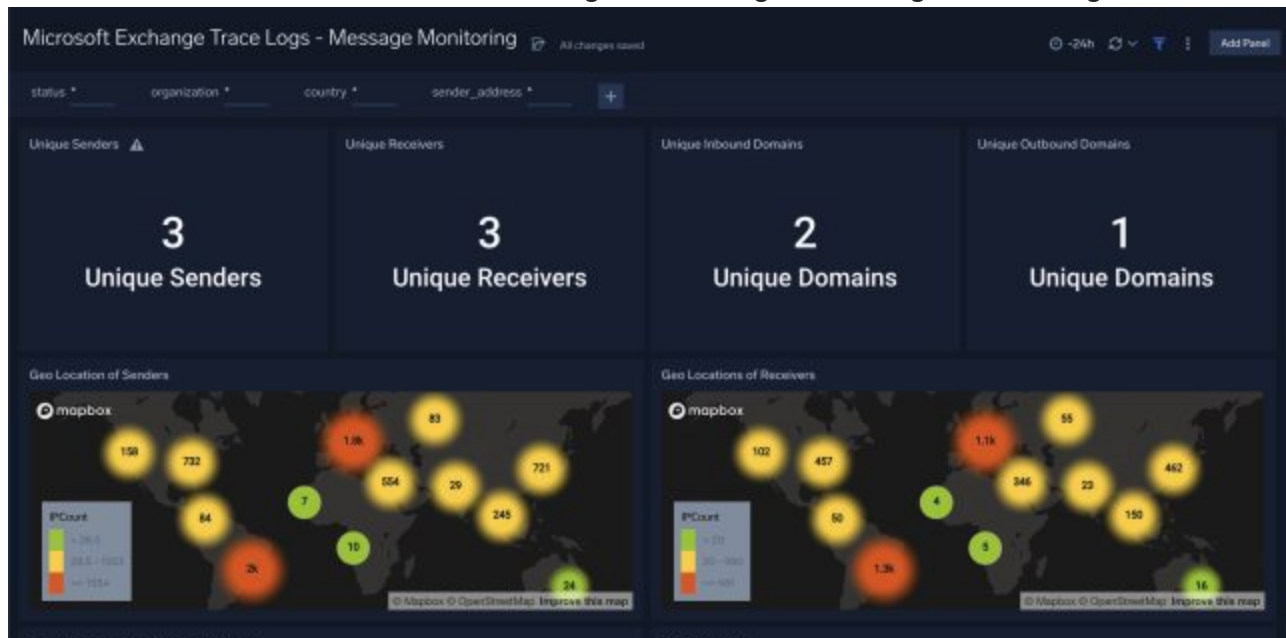 Microsoft Exchange Trace Logs - Message Monitoring All changes saved -24h Add Panel
status * organization * country * sender_address * +
Unique Senders
Unique Receivers
Unique Inbound Domains
Unique Outbound Domains
3
Unique Senders
3
Unique Receivers
2
Unique Domains
1
Unique Domains
Geo Location of Senders
mapbox
83
158
1.8k
732
721
554
29
7
245
84
10
2k
24
IPCount
© Mapbox © OpenStreetMap Improve this map
Geo Locations of Receivers
mapbox
55
102
1.1k
457
462
346
23
4
150
50
5
1.3k
16
IPCount
© Mapbox © OpenStreetMap Improve this map